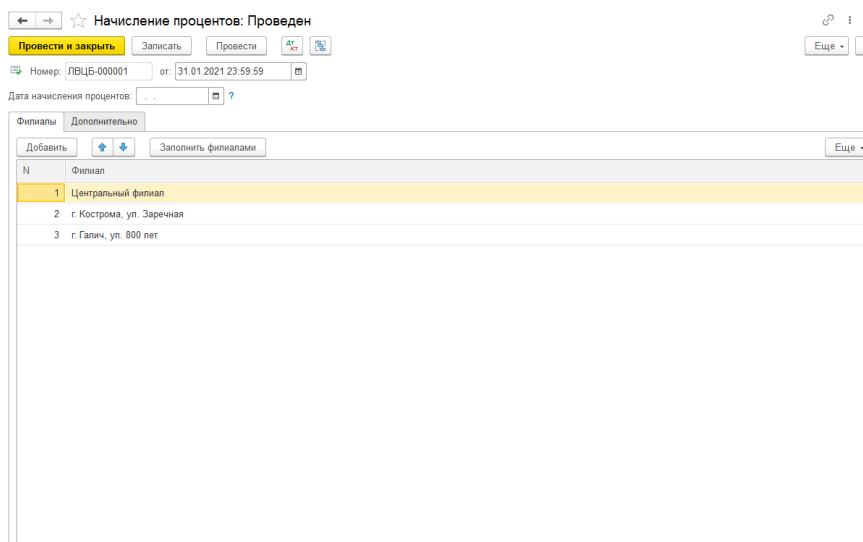 Начисление процентов: Проведен
Провести и закрыть Записать Провести Дт Кт Еще
Номер: ЛВЦБ-000001 от: 31.01.2021 23:59:59
Дата начисления процентов: . . ?
Филиалы Дополнительно
Добавить Заполнить филиалами Еще
N Филиал
1 Центральный филиал
2 г. Кострома, ул. Заречная
3 г. Галич, ул. 800 лет